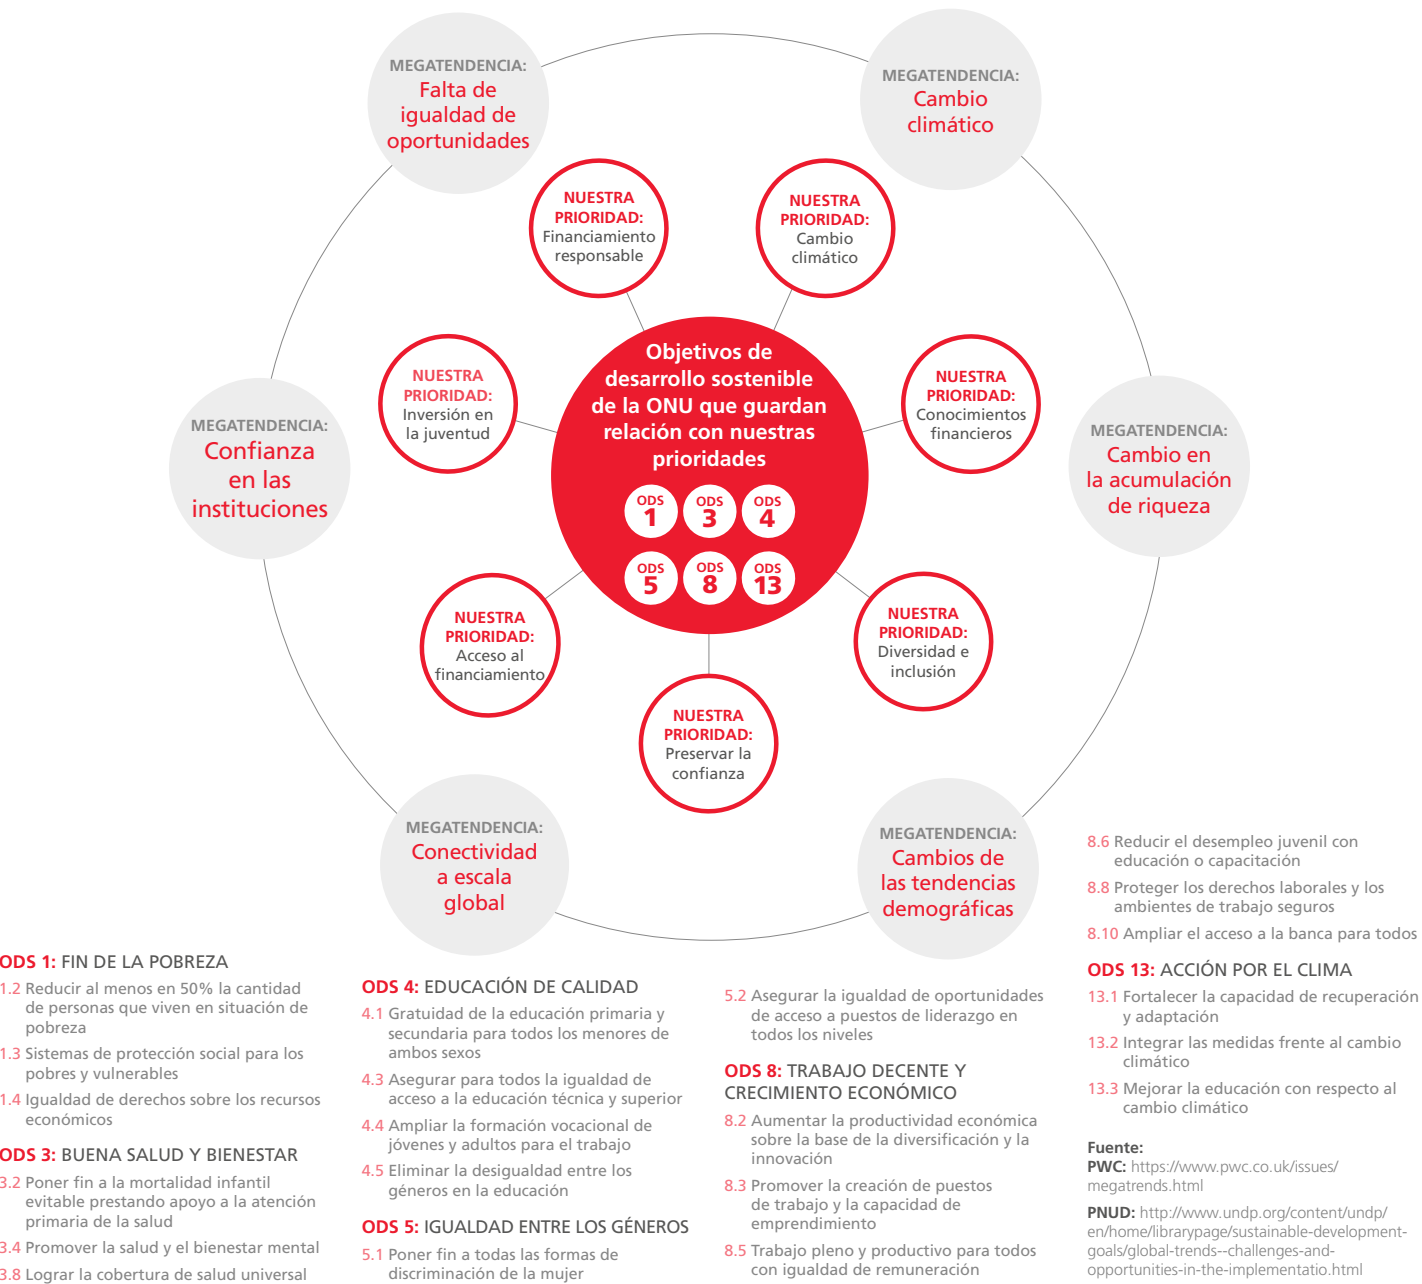 MEGATENDENCIA:
Falta de
igualdad de
oportunidades
MEGATENDENCIA:
Cambio
climático
NUESTRA
PRIORIDAD:
Financiamiento
responsable
NUESTRA
PRIORIDAD:
Cambio
climático
NUESTRA
PRIORIDAD:
Inversión en
la juventud
Objetivos de
desarrollo sostenible
de la ONU que guardan
relación con nuestras
prioridades
ODS
1
ODS
3
ODS
4
ODS
5
ODS
8
ODS
13
NUESTRA
PRIORIDAD:
Conocimientos
financieros
MEGATENDENCIA:
Confianza
en las
instituciones
MEGATENDENCIA:
Cambio en
la acumulación
de riqueza
NUESTRA
PRIORIDAD:
Acceso al
financiamiento
NUESTRA
PRIORIDAD:
Diversidad e
inclusión
NUESTRA
PRIORIDAD:
Preservar la
confianza
MEGATENDENCIA:
Conectividad
a escala
global
MEGATENDENCIA:
Cambios de
las tendencias
demográficas
ODS 1: FIN DE LA POBREZA
1.2 Reducir al menos en 50% la cantidad
de personas que viven en situación de
pobreza
1.3 Sistemas de protección social para los
pobres y vulnerables
1.4 Igualdad de derechos sobre los recursos
económicos
ODS 3: BUENA SALUD Y BIENESTAR
3.2 Poner fin a la mortalidad infantil
evitable prestando apoyo a la atención
primaria de la salud
3.4 Promover la salud y el bienestar mental
3.8 Lograr la cobertura de salud universal
ODS 4: EDUCACIÓN DE CALIDAD
4.1 Gratuidad de la educación primaria y
secundaria para todos los menores de
ambos sexos
4.3 Asegurar para todos la igualdad de
acceso a la educación técnica y superior
4.4 Ampliar la formación vocacional de
jóvenes y adultos para el trabajo
4.5 Eliminar la desigualdad entre los
géneros en la educación
ODS 5: IGUALDAD ENTRE LOS GÉNEROS
5.1 Poner fin a todas las formas de
discriminación de la mujer
5.2 Asegurar la igualdad de oportunidades
de acceso a puestos de liderazgo en
todos los niveles
ODS 8: TRABAJO DECENTE Y
CRECIMIENTO ECONÓMICO
8.2 Aumentar la productividad económica
sobre la base de la diversificación y la
innovación
8.3 Promover la creación de puestos
de trabajo y la capacidad de
emprendimiento
8.5 Trabajo pleno y productivo para todos
con igualdad de remuneración
8.6 Reducir el desempleo juvenil con
educación o capacitación
8.8 Proteger los derechos laborales y los
ambientes de trabajo seguros
8.10 Ampliar el acceso a la banca para todos
ODS 13: ACCIÓN POR EL CLIMA
13.1 Fortalecer la capacidad de recuperación
y adaptación
13.2 Integrar las medidas frente al cambio
climático
13.3 Mejorar la educación con respecto al
cambio climático
Fuente:
PWC: https://www.pwc.co.uk/issues/
megatrends.html
PNUD: http://www.undp.org/content/undp/
en/home/librarypage/sustainable-development-
goals/global-trends--challenges-and-
opportunities-in-the-implementatio.html